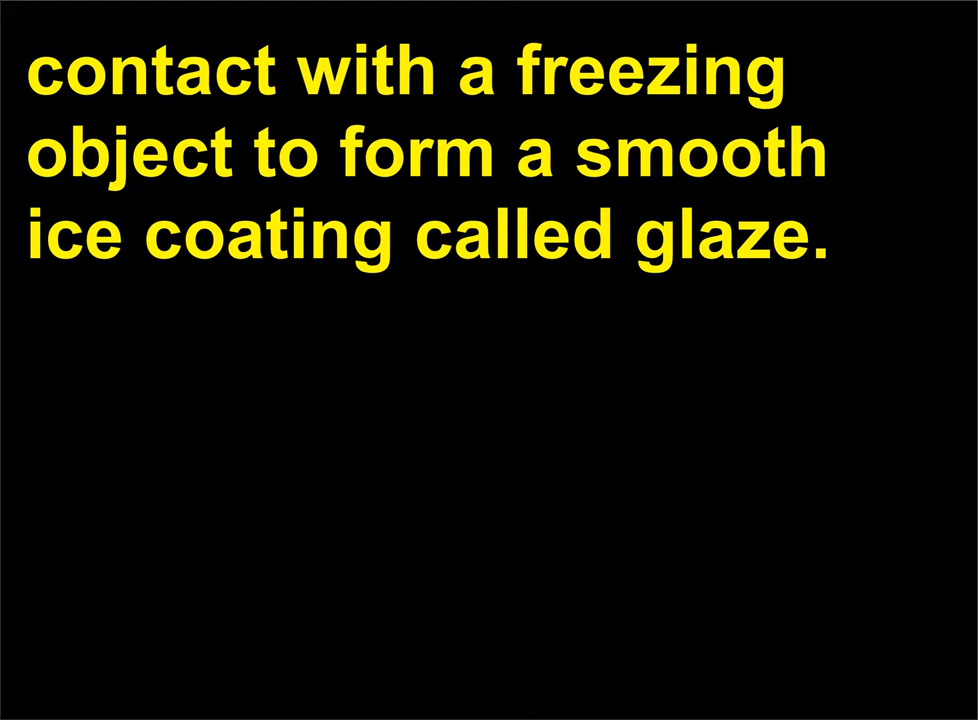 contact with a freezing
object to form a smooth
ice coating called glaze.